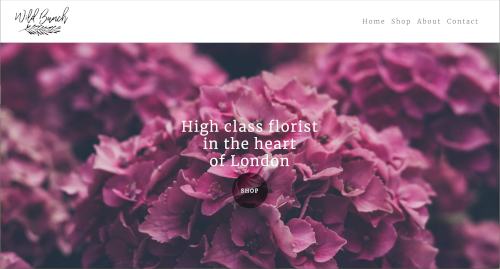 Wild Bunch
Home Shop About Contact
High class florist
in the heart
of London
SHOP